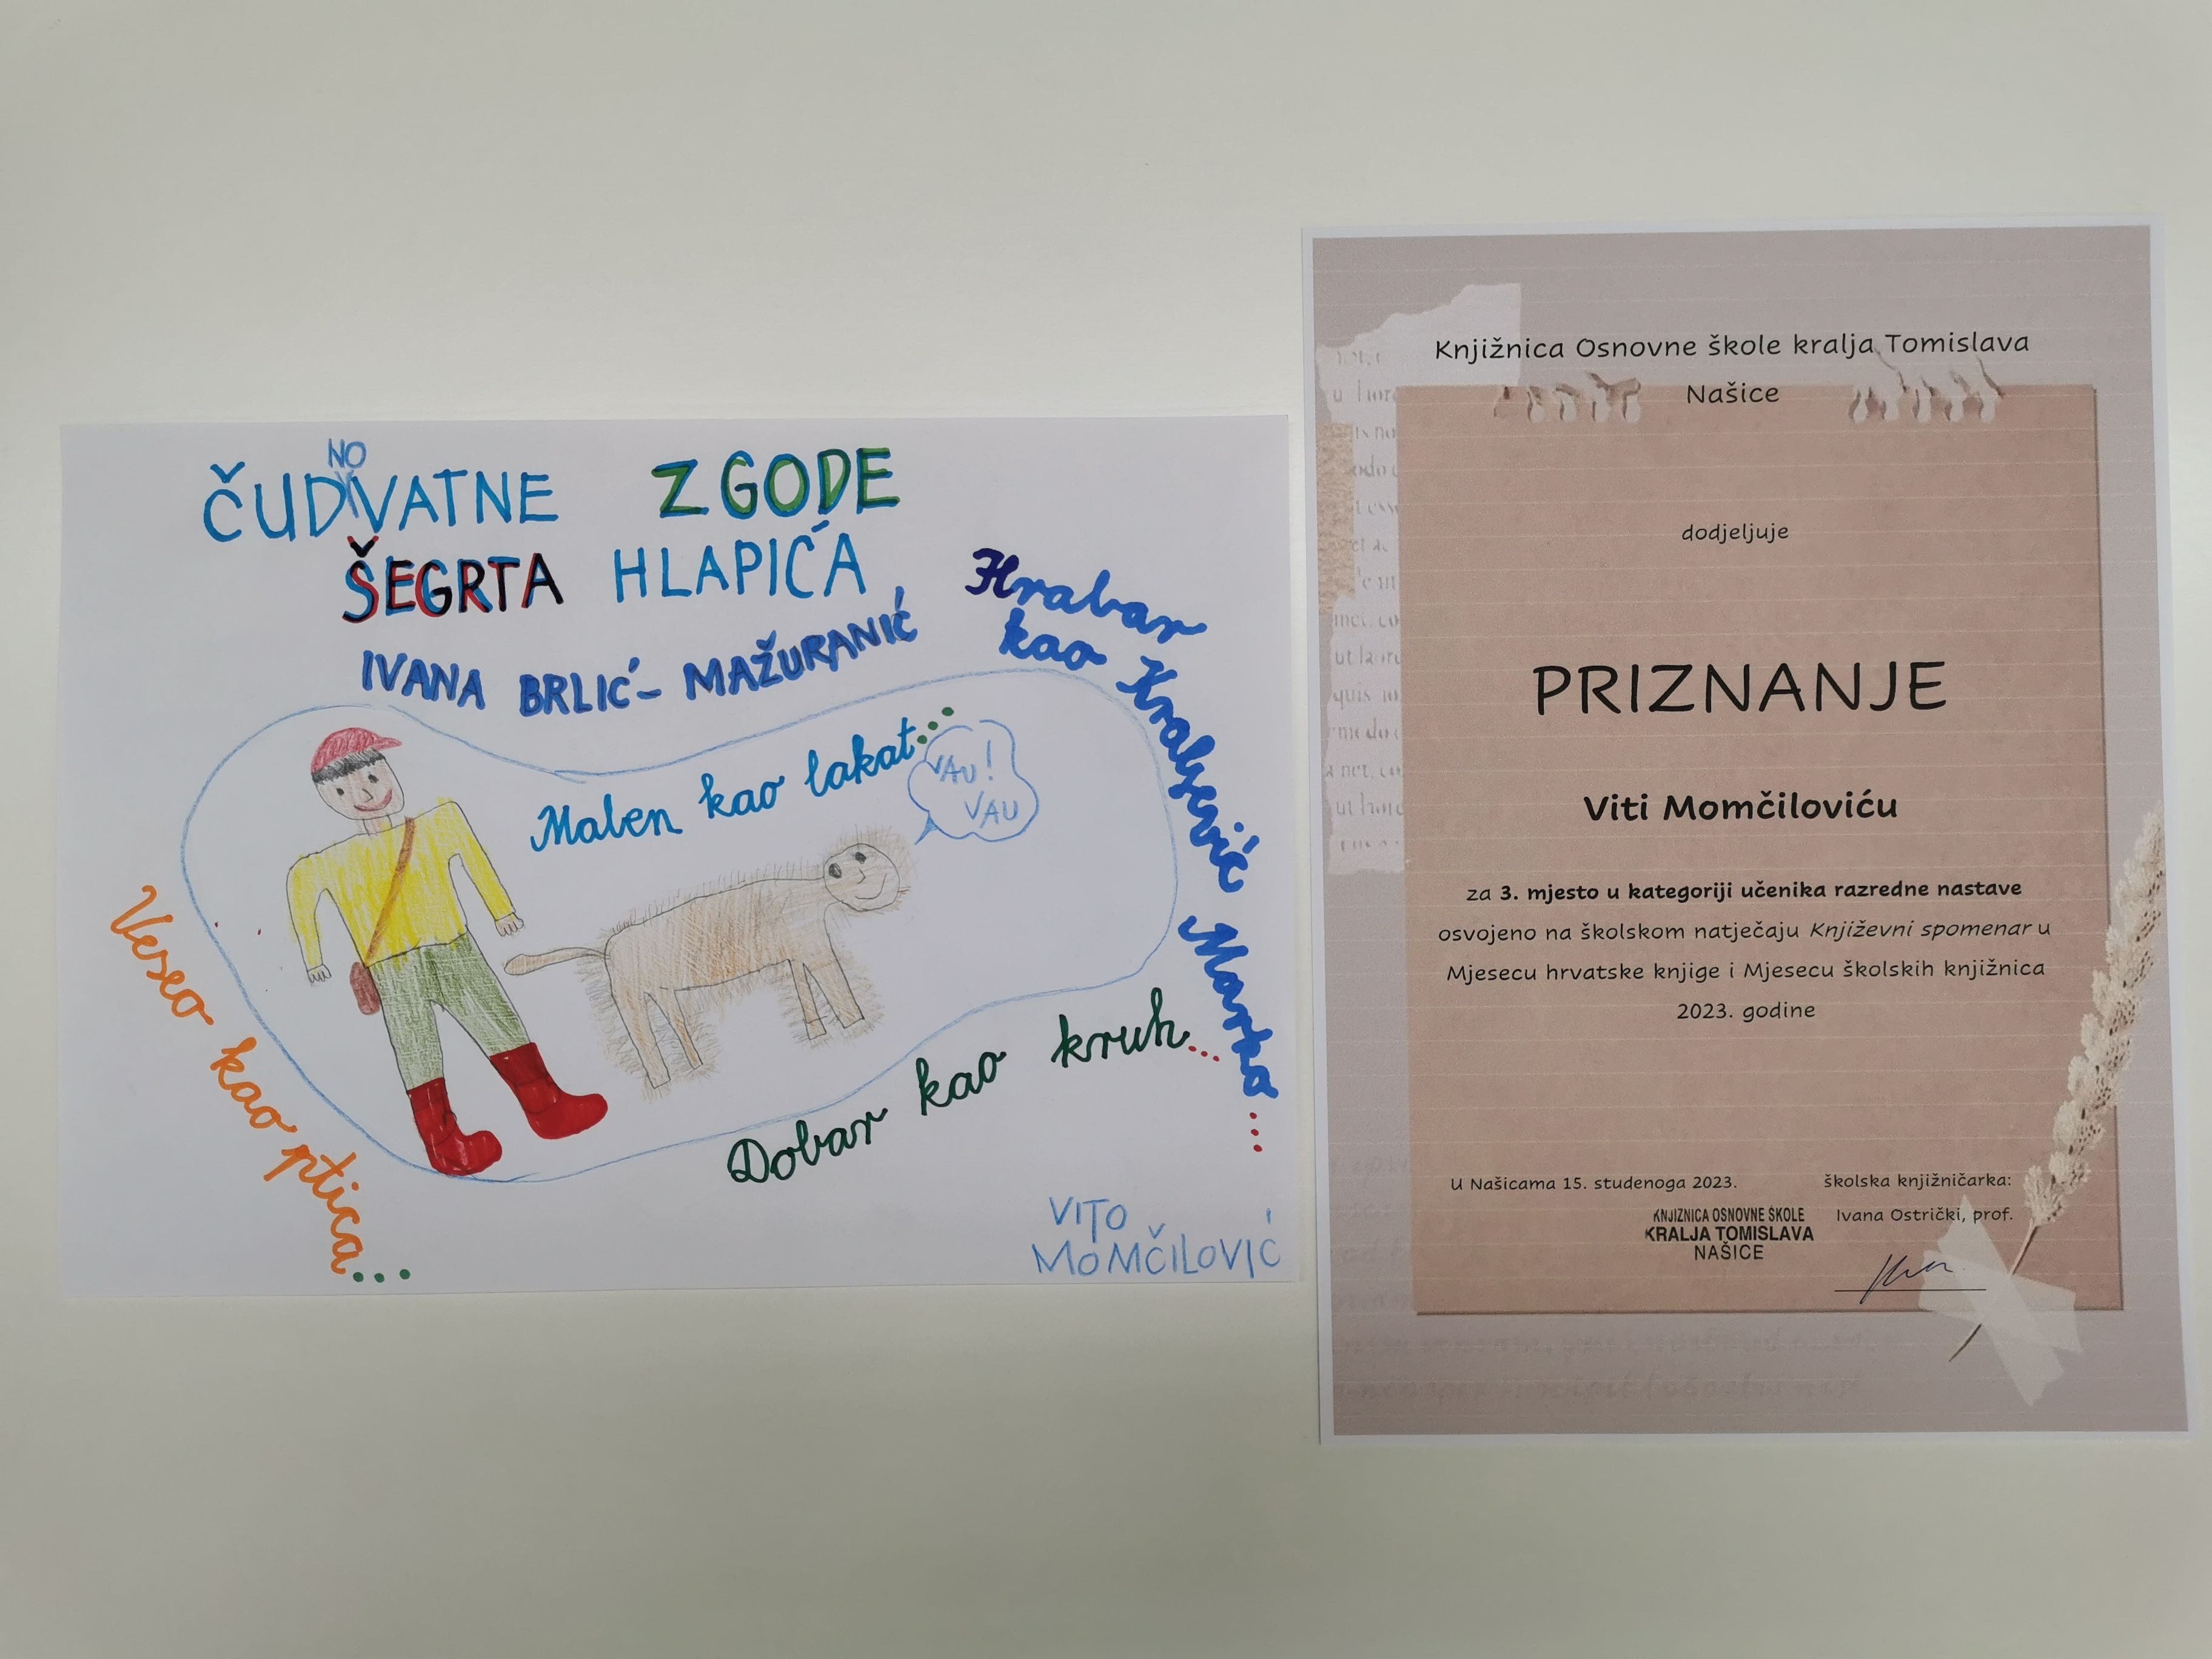 ČUDNOVATNE ZGODE
ŠEGRTA HLAPIĆA
IVANA BRLIĆ-MAŽURANIĆ
Malen kao lakat...
VAU!
VAU
Hrabar
kao Kraljević Marko...
Veseo kao ptica...
Dobar kao kruh...
VITO
MOMČILOVIĆ
Knjižnica Osnovne škole kralja Tomislava
Našice
dodjeljuje
PRIZNANJE
Viti Momčiloviću
za 3. mjesto u kategoriji učenika razredne nastave
osvojeno na školskom natječaju Književni spomenar u
Mjesecu hrvatske knjige i Mjesecu školskih knjižnica
2023. godine
U Našicama 15. studenoga 2023.
školska knjižničarka:
Ivana Ostrički, prof.
KNJIZNICA OSNOVNE ŠKOLE
KRALJA TOMISLAVA
NAŠICE